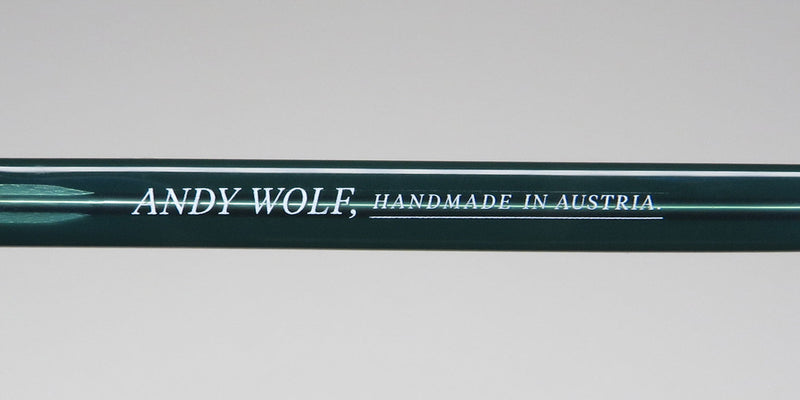 ANDY WOLF, HANDMADE IN AUSTRIA.